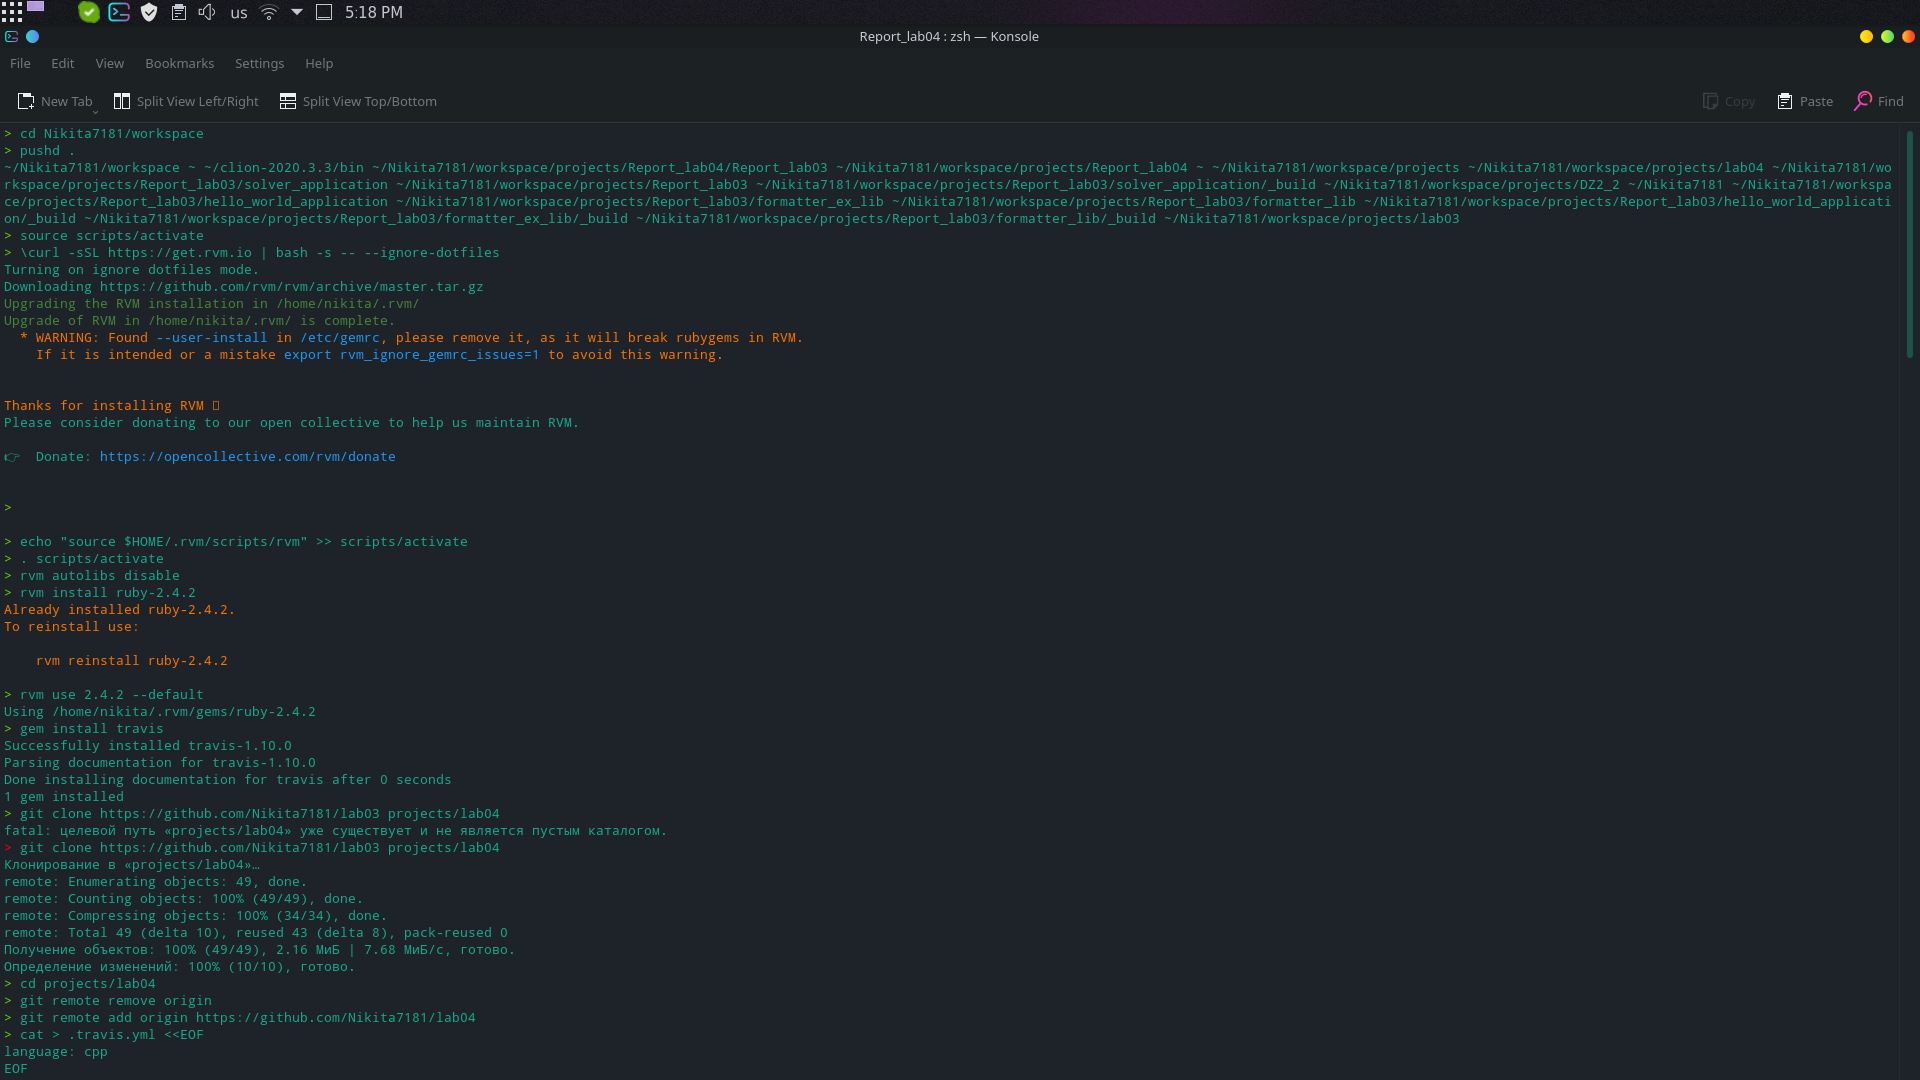 us 5:18 PM
Report_lab04 : zsh — Konsole
File Edit View Bookmarks Settings Help
New Tab Split View Left/Right Split View Top/Bottom Copy Paste Find
> cd Nikita7181/workspace
> pushd .
~/Nikita7181/workspace ~ ~/clion-2020.3.3/bin ~/Nikita7181/workspace/projects/Report_lab04/Report_lab03 ~/Nikita7181/workspace/projects/Report_lab04 ~ ~/Nikita7181/workspace/projects ~/Nikita7181/workspace/projects/lab04 ~/Nikita7181/wo
rkspace/projects/Report_lab03/solver_application ~/Nikita7181/workspace/projects/Report_lab03 ~/Nikita7181/workspace/projects/Report_lab03/solver_application/_build ~/Nikita7181/workspace/projects/DZ2_2 ~/Nikita7181 ~/Nikita7181/workspa
ce/projects/Report_lab03/hello_world_application ~/Nikita7181/workspace/projects/Report_lab03/formatter_ex_lib ~/Nikita7181/workspace/projects/Report_lab03/formatter_lib ~/Nikita7181/workspace/projects/Report_lab03/hello_world_applicati
on/_build ~/Nikita7181/workspace/projects/Report_lab03/formatter_ex_lib/_build ~/Nikita7181/workspace/projects/Report_lab03/formatter_lib/_build ~/Nikita7181/workspace/projects/lab03
> source scripts/activate
> \curl -sSL https://get.rvm.io | bash -s -- --ignore-dotfiles
Turning on ignore dotfiles mode.
Downloading https://github.com/rvm/rvm/archive/master.tar.gz
Upgrading the RVM installation in /home/nikita/.rvm/
Upgrade of RVM in /home/nikita/.rvm/ is complete.
* WARNING: Found --user-install in /etc/gemrc, please remove it, as it will break rubygems in RVM.
If it is intended or a mistake export rvm_ignore_gemrc_issues=1 to avoid this warning.
Thanks for installing RVM
Please consider donating to our open collective to help us maintain RVM.
👉 Donate: https://opencollective.com/rvm/donate
>
> echo "source $HOME/.rvm/scripts/rvm" >> scripts/activate
> . scripts/activate
> rvm autolibs disable
> rvm install ruby-2.4.2
Already installed ruby-2.4.2.
To reinstall use:
rvm reinstall ruby-2.4.2
> rvm use 2.4.2 --default
Using /home/nikita/.rvm/gems/ruby-2.4.2
> gem install travis
Successfully installed travis-1.10.0
Parsing documentation for travis-1.10.0
Done installing documentation for travis after 0 seconds
1 gem installed
> git clone https://github.com/Nikita7181/lab03 projects/lab04
fatal: целевой путь «projects/lab04» уже существует и не является пустым каталогом.
> git clone https://github.com/Nikita7181/lab03 projects/lab04
Клонирование в «projects/lab04»…
remote: Enumerating objects: 49, done.
remote: Counting objects: 100% (49/49), done.
remote: Compressing objects: 100% (34/34), done.
remote: Total 49 (delta 10), reused 43 (delta 8), pack-reused 0
Получение объектов: 100% (49/49), 2.16 МиБ | 7.68 МиБ/с, готово.
Определение изменений: 100% (10/10), готово.
> cd projects/lab04
> git remote remove origin
> git remote add origin https://github.com/Nikita7181/lab04
> cat > .travis.yml <<EOF
language: cpp
EOF